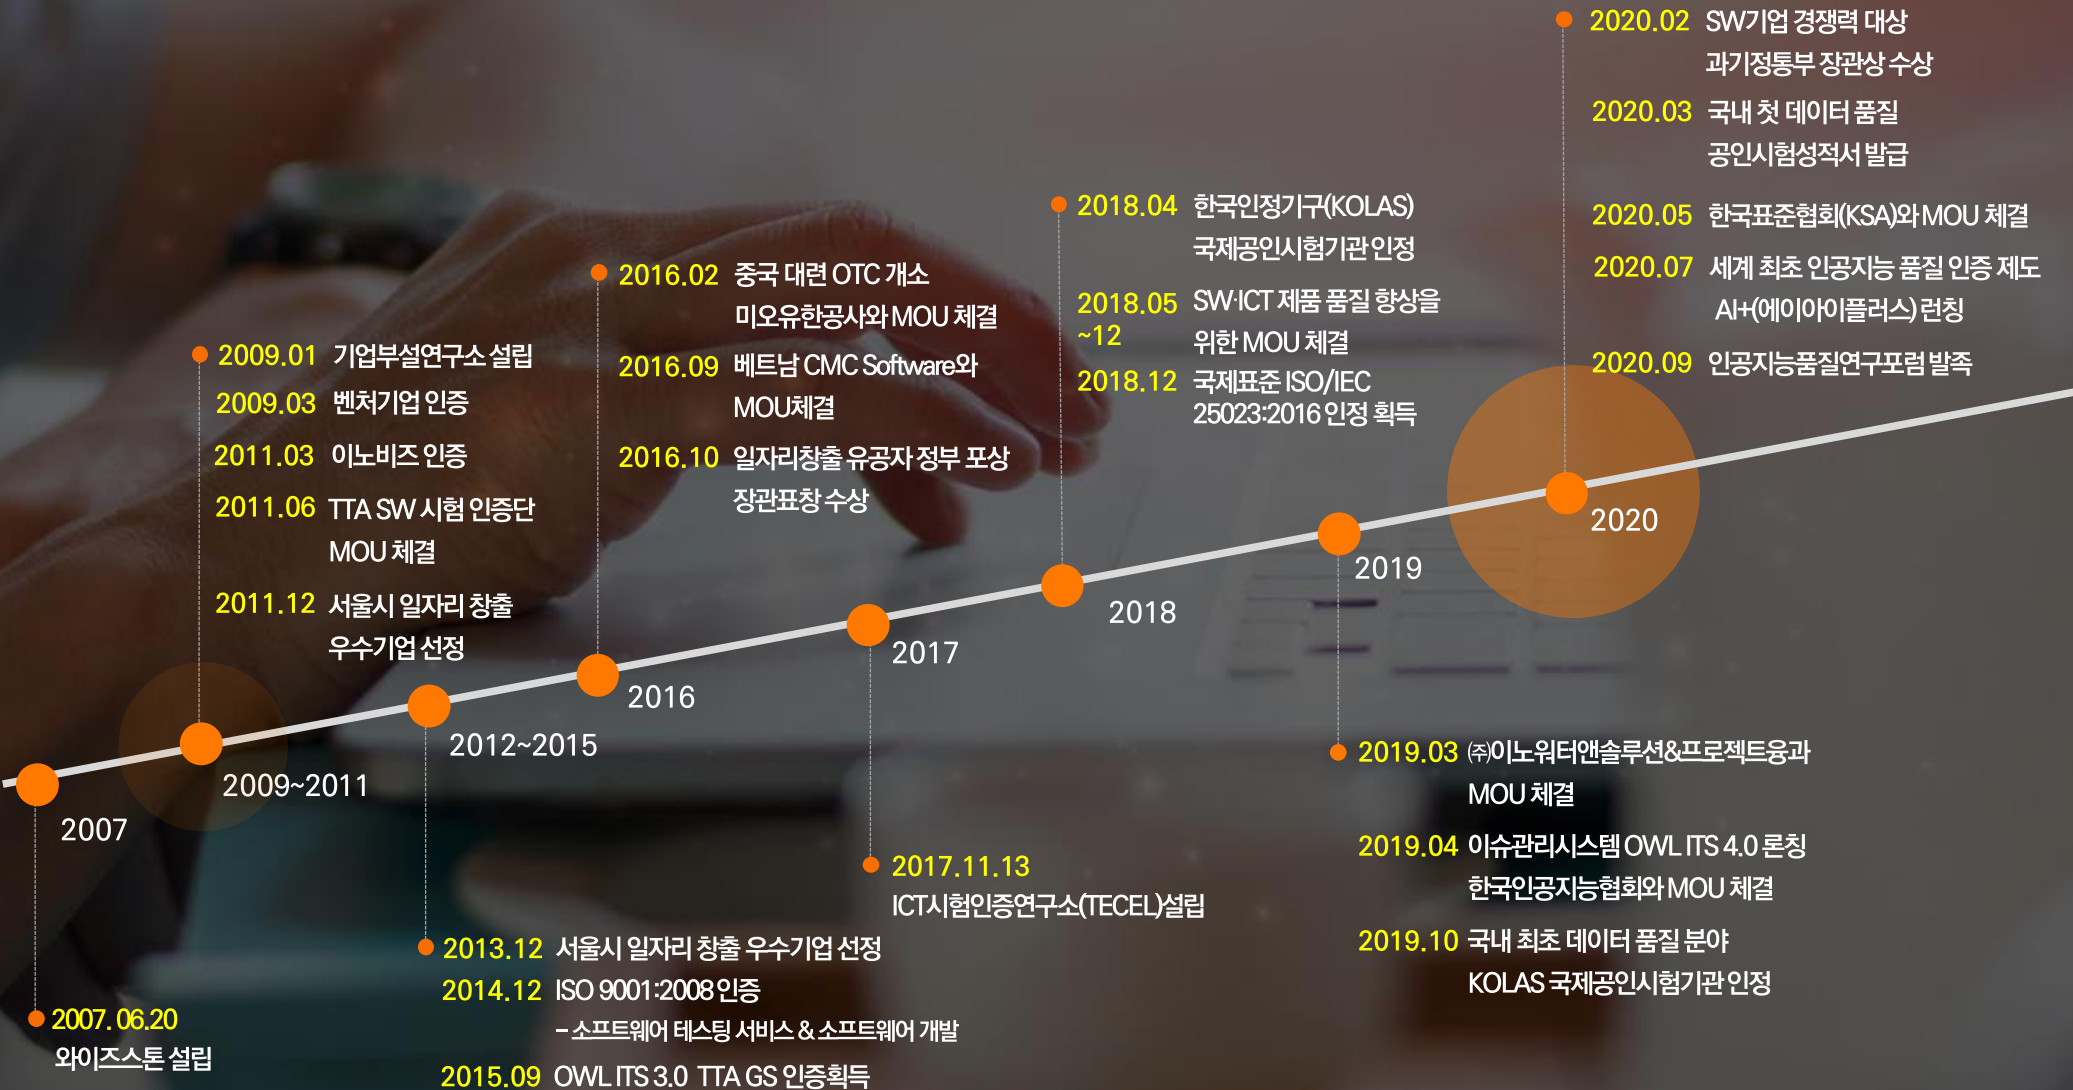 2007
2007. 06.20
와이즈스톤 설립
2009~2011
2009.01 기업부설연구소 설립
2009.03 벤처기업 인증
2011.03 이노비즈 인증
2011.06 TTA SW 시험 인증단
MOU 체결
2011.12 서울시 일자리 창출
우수기업 선정
2012~2015
2013.12 서울시 일자리 창출 우수기업 선정
2014.12 ISO 9001:2008 인증
– 소프트웨어 테스팅 서비스 & 소프트웨어 개발
2015.09 OWL ITS 3.0 TTA GS 인증획득
2016
2016.02 중국 대련 OTC 개소
미오유한공사와 MOU 체결
2016.09 베트남 CMC Software와
MOU체결
2016.10 일자리창출 유공자 정부 포상
장관표창 수상
2017
2017.11.13
ICT시험인증연구소(TECEL)설립
2018
2018.04 한국인정기구(KOLAS)
국제공인시험기관 인정
2018.05 SW·ICT 제품 품질 향상을
~12 위한 MOU 체결
2018.12 국제표준 ISO/IEC
25023:2016 인정 획득
2019
2019.03 ㈜이노워터앤솔루션&프로젝트융과
MOU 체결
2019.04 이슈관리시스템 OWL ITS 4.0 론칭
한국인공지능협회와 MOU 체결
2019.10 국내 최초 데이터 품질 분야
KOLAS 국제공인시험기관 인정
2020
2020.02 SW기업 경쟁력 대상
과기정통부 장관상 수상
2020.03 국내 첫 데이터 품질
공인시험성적서 발급
2020.05 한국표준협회(KSA)와 MOU 체결
2020.07 세계 최초 인공지능 품질 인증 제도
AI+(에이아이플러스) 런칭
2020.09 인공지능품질연구포럼 발족